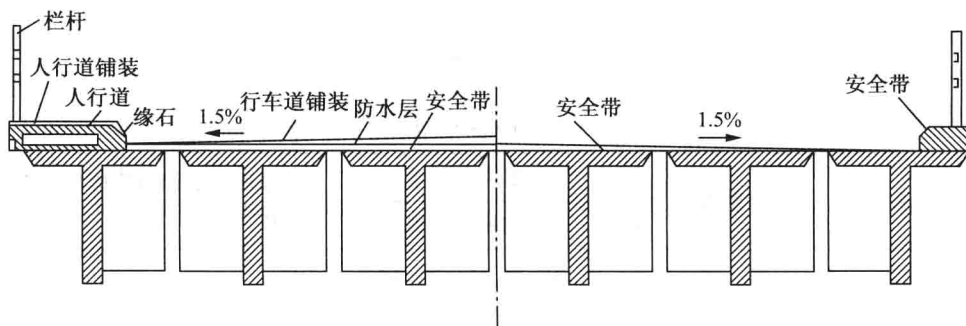 栏杆
人行道铺装
人行道
缘石
1.5%
行车道铺装
防水层
安全带
安全带
1.5%
安全带